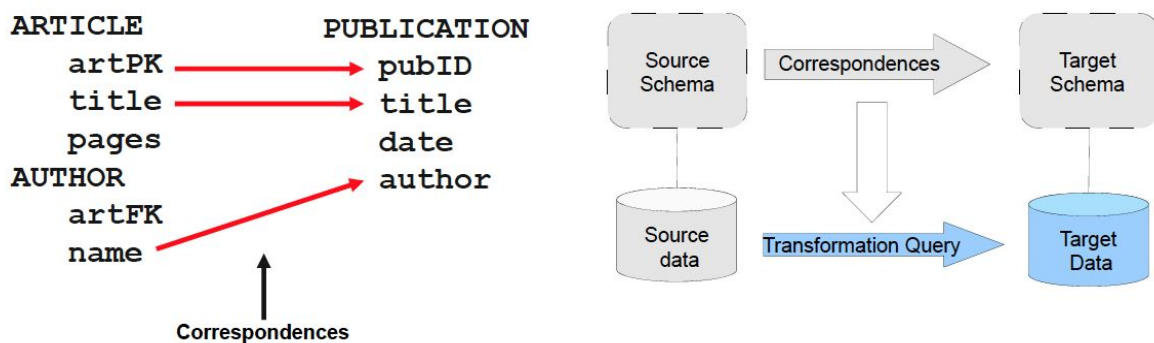 ARTICLE
artPK
title
pages
AUTHOR
artFK
name
PUBLICATION
pubID
title
date
author
Correspondences
Source
Schema
Correspondences
Target
Schema
Source
data
Transformation Query
Target
Data